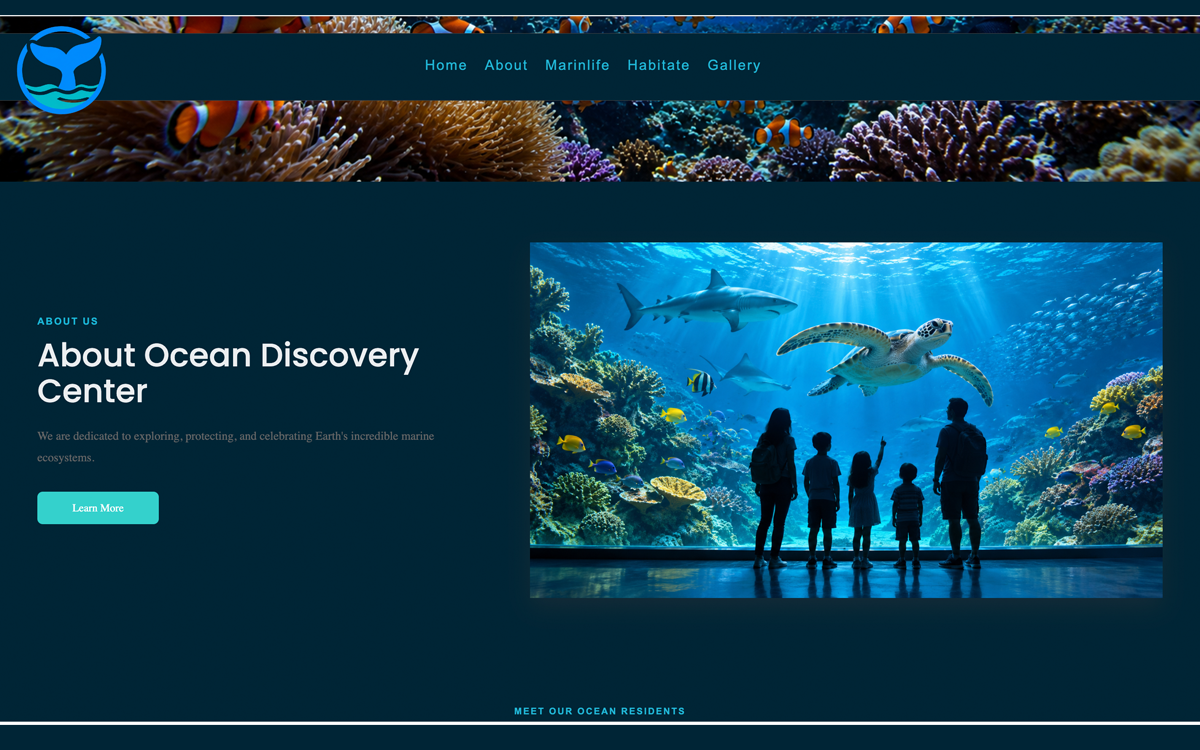 Home About Marinlife Habitate Gallery
ABOUT US
About Ocean Discovery
Center
We are dedicated to exploring, protecting, and celebrating Earth's incredible marine
ecosystems.
Learn More
MEET OUR OCEAN RESIDENTS